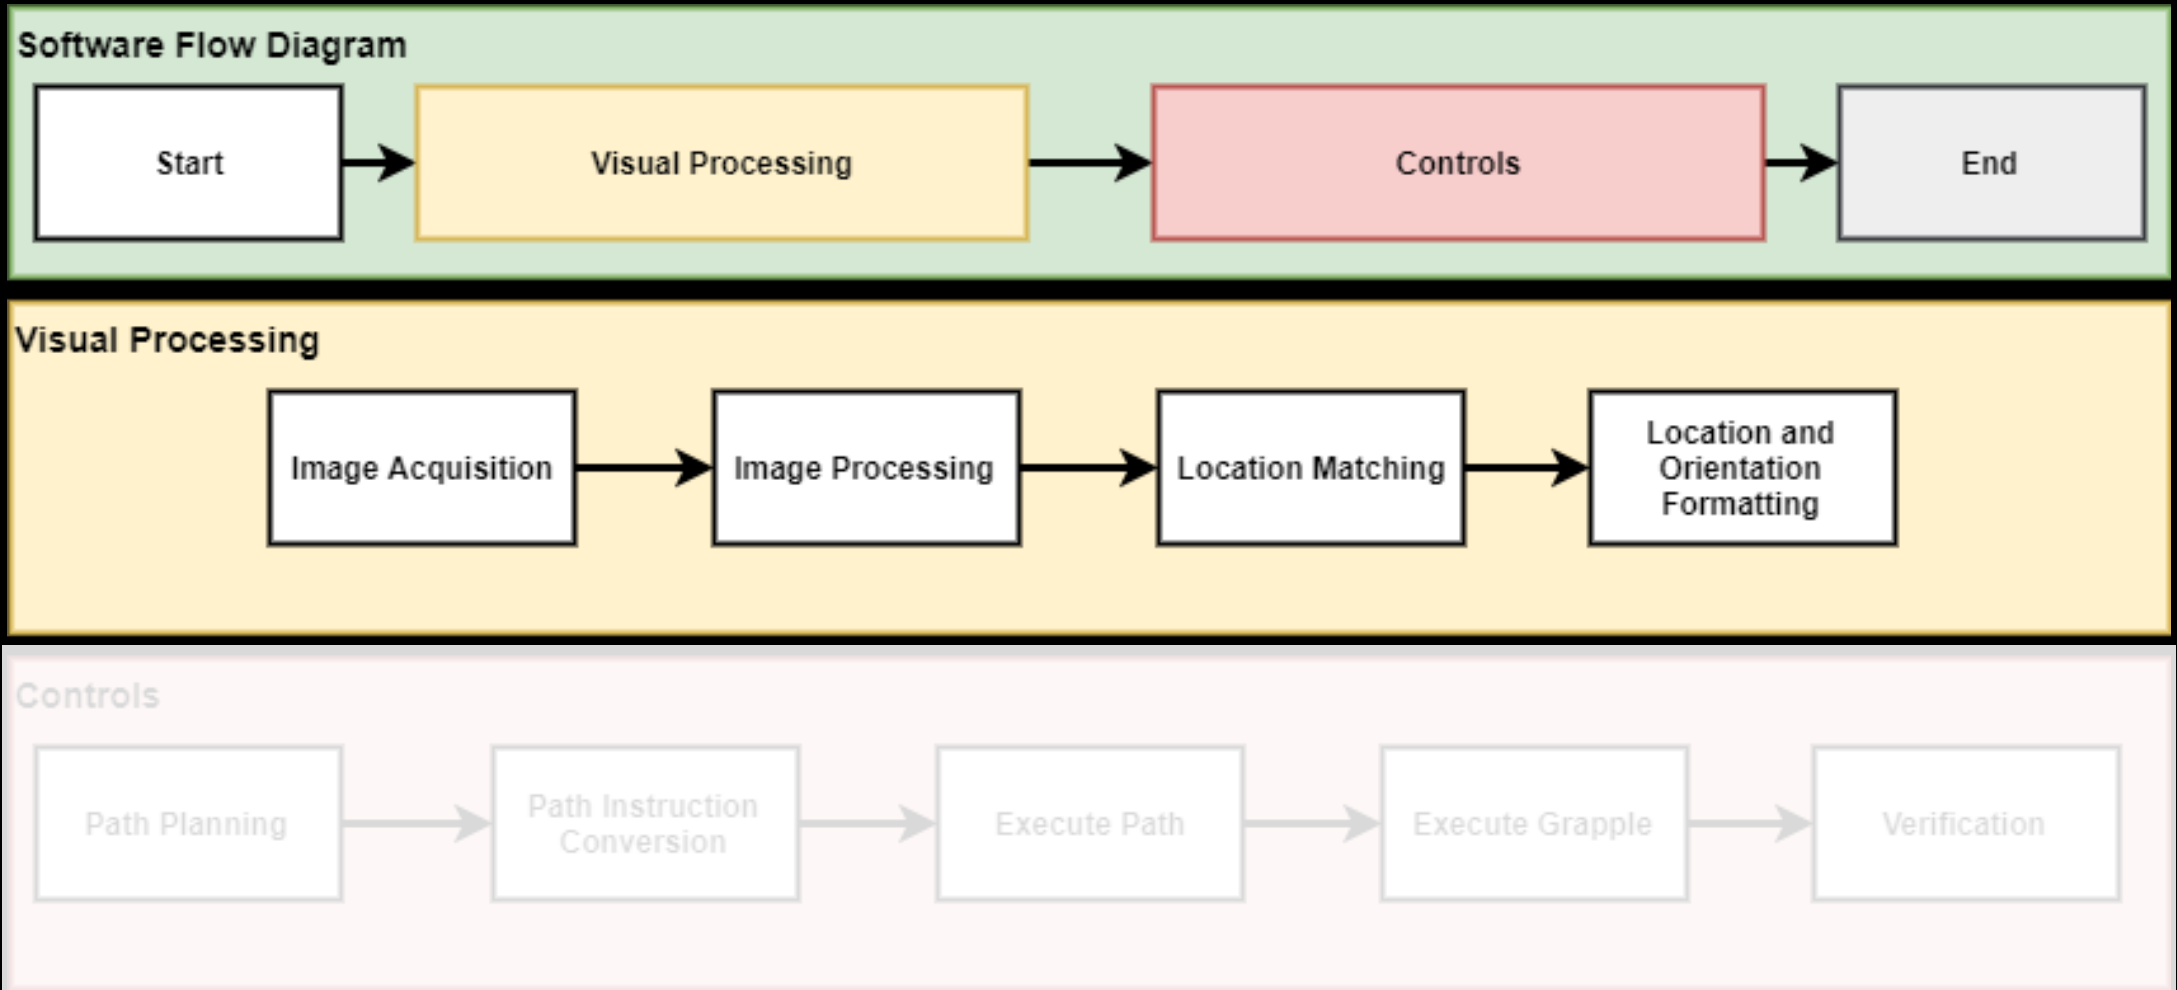 Software Flow Diagram
Start
Visual Processing
Controls
End
Visual Processing
Image Acquisition
Image Processing
Location Matching
Location and
Orientation
Formatting
Controls
Path Planning
Path Instruction
Conversion
Execute Path
Execute Grapple
Verification